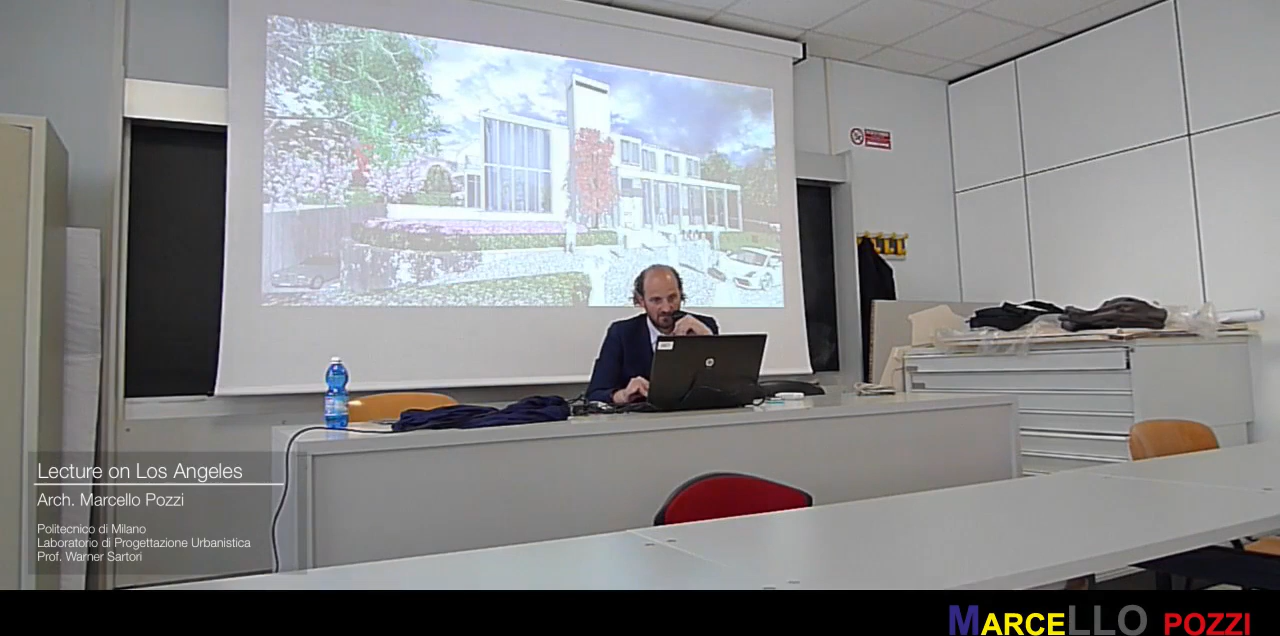 Lecture on Los Angeles
Arch. Marcello Pozzi
Politecnico di Milano
Laboratorio di Progettazione Urbanistica
Prof. Warner Sartori
MARCELLO POZZI